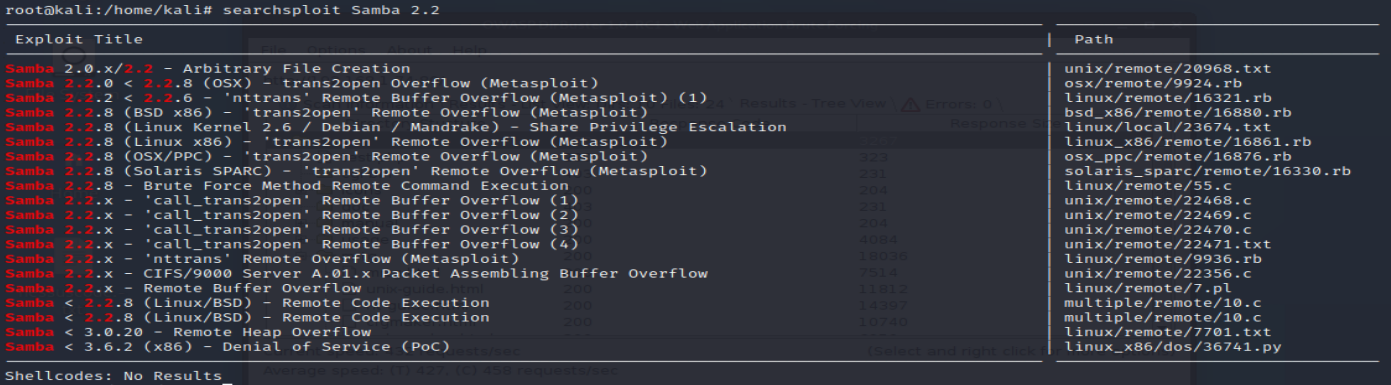 root@kali:/home/kali# searchsploit Samba 2.2
Exploit Title | Path
Samba 2.0.x/2.2 - Arbitrary File Creation | unix/remote/20968.txt
Samba 2.2.0 < 2.2.8 (OSX) - trans2open Overflow (Metasploit) | osx/remote/9924.rb
Samba 2.2.2 < 2.2.6 - 'nttrans' Remote Buffer Overflow (Metasploit) (1) | linux/remote/16321.rb
Samba 2.2.8 (BSD x86) - 'trans2open' Remote Overflow (Metasploit) | bsd_x86/remote/16880.rb
Samba 2.2.8 (Linux Kernel 2.6 / Debian / Mandrake) - Share Privilege Escalation | linux/local/23674.txt
Samba 2.2.8 (Linux x86) - 'trans2open' Remote Overflow (Metasploit) | linux_x86/remote/16861.rb
Samba 2.2.8 (OSX/PPC) - 'trans2open' Remote Overflow (Metasploit) | osx_ppc/remote/16876.rb
Samba 2.2.8 (Solaris SPARC) - 'trans2open' Remote Overflow (Metasploit) | solaris_sparc/remote/16330.rb
Samba 2.2.8 - Brute Force Method Remote Command Execution | linux/remote/55.c
Samba 2.2.x - 'call_trans2open' Remote Buffer Overflow (1) | unix/remote/22468.c
Samba 2.2.x - 'call_trans2open' Remote Buffer Overflow (2) | unix/remote/22469.c
Samba 2.2.x - 'call_trans2open' Remote Buffer Overflow (3) | unix/remote/22470.c
Samba 2.2.x - 'call_trans2open' Remote Buffer Overflow (4) | unix/remote/22471.txt
Samba 2.2.x - 'nttrans' Remote Overflow (Metasploit) | linux/remote/9936.rb
Samba 2.2.x - CIFS/9000 Server A.01.x Packet Assembling Buffer Overflow | unix/remote/22356.c
Samba 2.2.x - Remote Buffer Overflow | linux/remote/7.pl
Samba < 2.2.8 (Linux/BSD) - Remote Code Execution | multiple/remote/10.c
Samba < 2.2.8 (Linux/BSD) - Remote Code Execution | multiple/remote/10.c
Samba < 3.0.20 - Remote Heap Overflow | linux/remote/7701.txt
Samba < 3.6.2 (x86) - Denial of Service (PoC) | linux_x86/dos/36741.py
Shellcodes: No Results